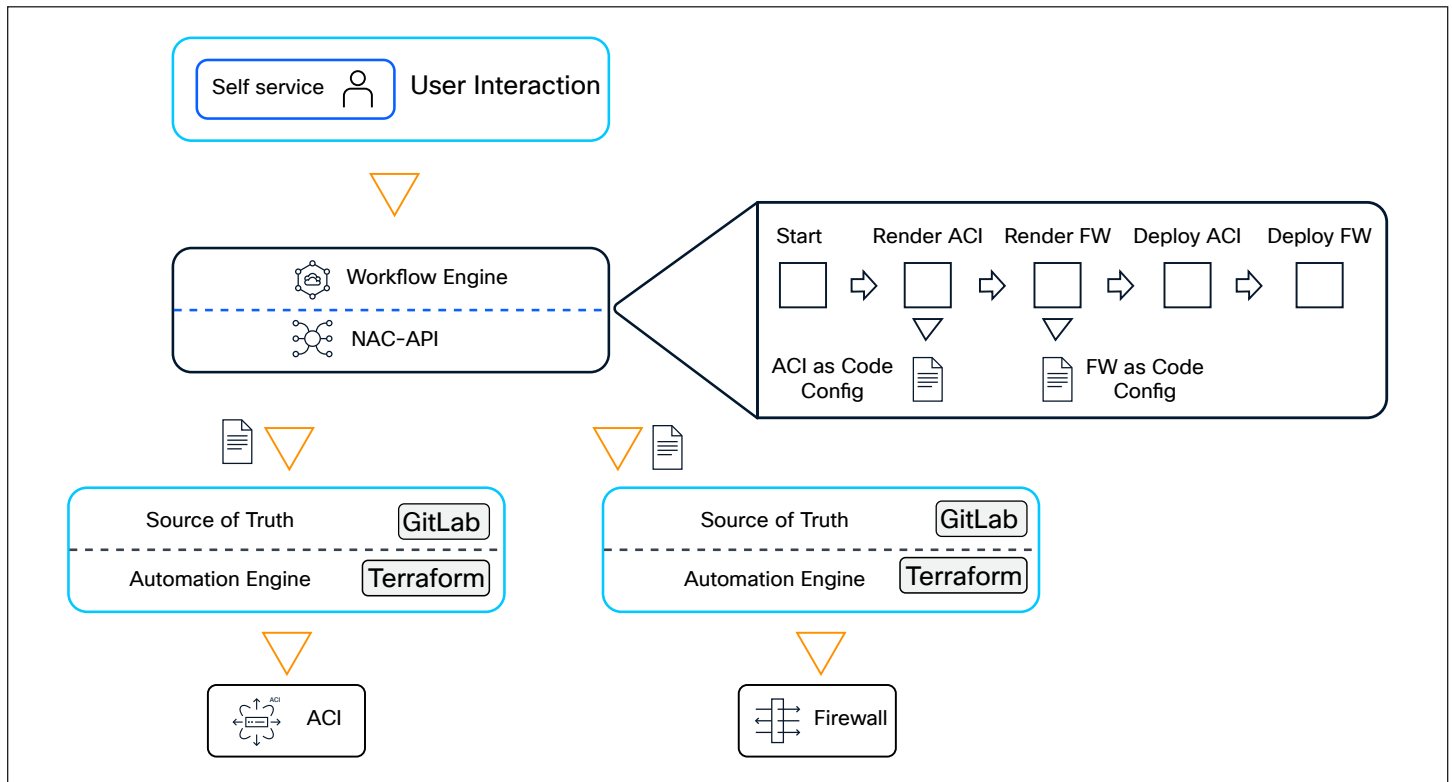 Self service
User Interaction
Workflow Engine
NAC-API
Start
Render ACI
Render FW
Deploy ACI
Deploy FW
ACI as Code
Config
FW as Code
Config
Source of Truth
GitLab
Automation Engine
Terraform
Source of Truth
GitLab
Automation Engine
Terraform
ACI
ACI
Firewall